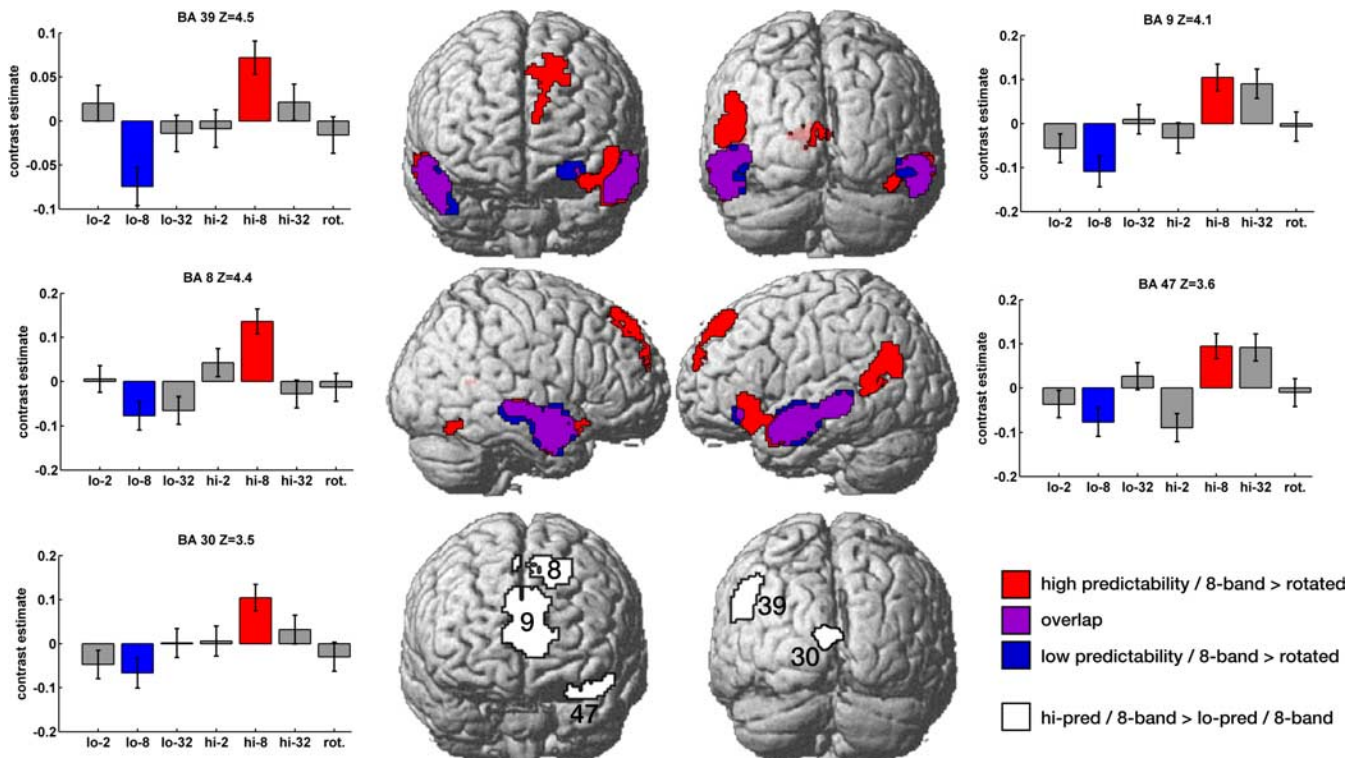 BA 39 Z=4.5
contrast estimate
0.1
0.05
0
-0.05
-0.1
lo-2 lo-8 lo-32 hi-2 hi-8 hi-32 rot.
BA 9 Z=4.1
contrast estimate
0.2
0.1
0
-0.1
-0.2
lo-2 lo-8 lo-32 hi-2 hi-8 hi-32 rot.
BA 8 Z=4.4
contrast estimate
0.2
0.1
0
-0.1
-0.2
lo-2 lo-8 lo-32 hi-2 hi-8 hi-32 rot.
BA 47 Z=3.6
contrast estimate
0.2
0.1
0
-0.1
-0.2
lo-2 lo-8 lo-32 hi-2 hi-8 hi-32 rot.
BA 30 Z=3.5
contrast estimate
0.2
0.1
0
-0.1
-0.2
lo-2 lo-8 lo-32 hi-2 hi-8 hi-32 rot.
8
9
47
39
30
high predictability / 8-band > rotated
overlap
low predictability / 8-band > rotated
hi-pred / 8-band > lo-pred / 8-band